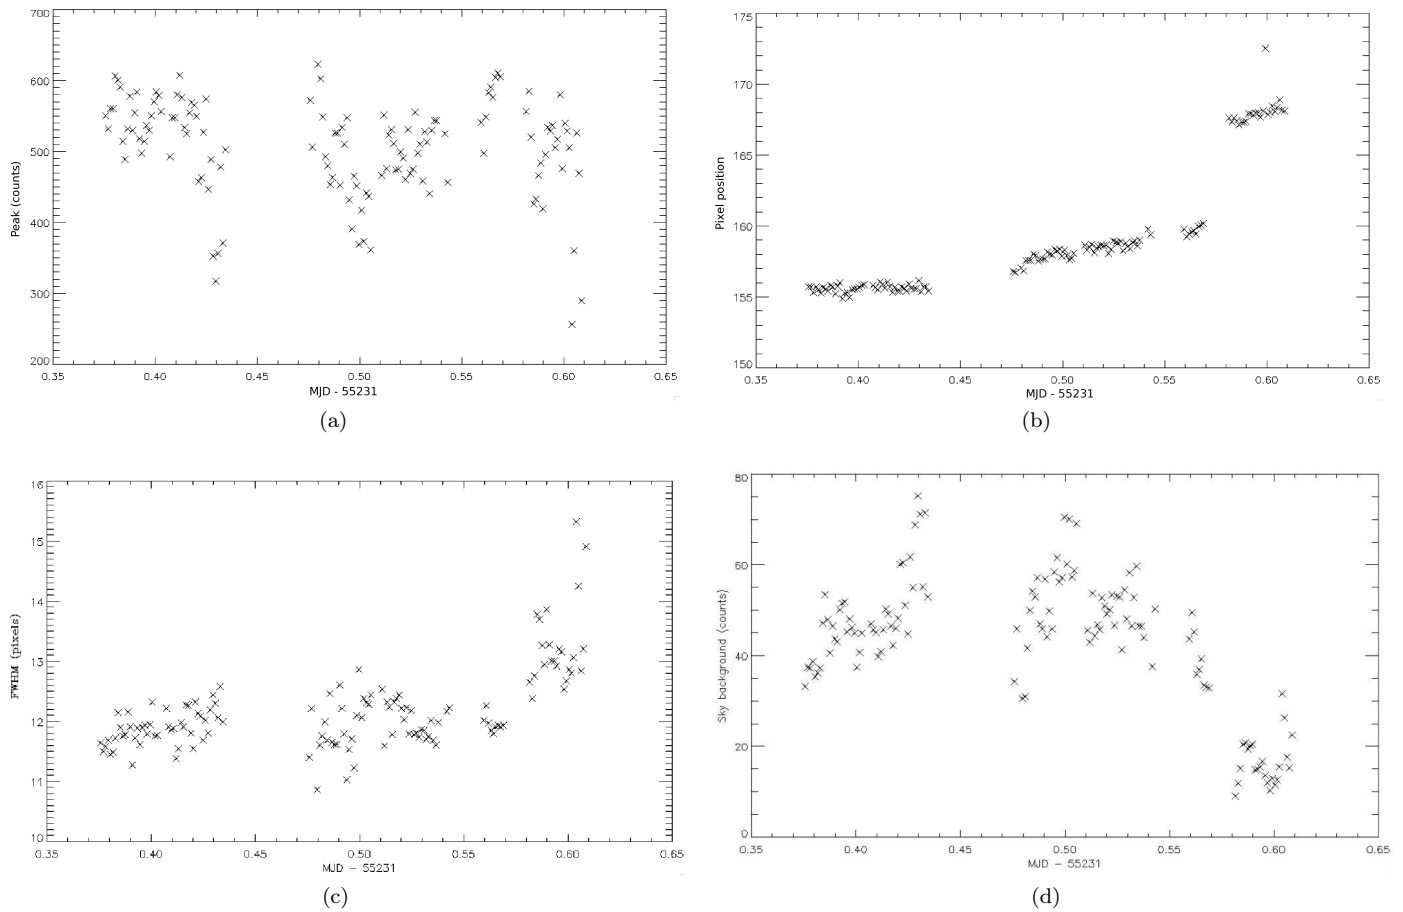 700
600
500
400
300
200
Peak (counts)
0.35 0.40 0.45 0.50 0.55 0.60 0.65
MJD - 55231
(a)
175
170
165
160
155
150
Pixel position
0.35 0.40 0.45 0.50 0.55 0.60 0.65
MJD - 55231
(b)
16
15
14
13
12
11
10
FWHM (pixels)
0.35 0.40 0.45 0.50 0.55 0.60 0.65
MJD – 55231
(c)
80
60
40
20
0
Sky background (counts)
0.35 0.40 0.45 0.50 0.55 0.60 0.65
MJD – 55231
(d)